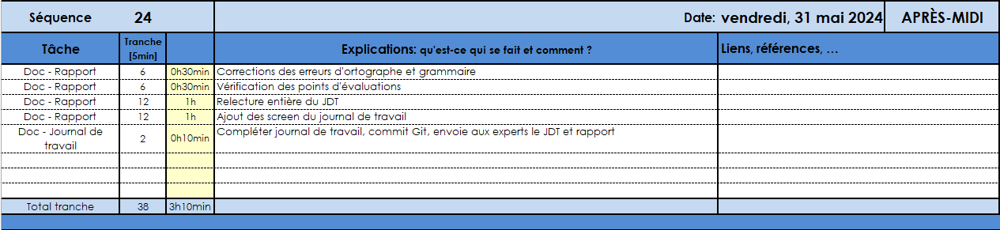 Séquence 24 Date: vendredi, 31 mai 2024 APRÈS-MIDI
Tâche Tranche [5min] Explications: qu'est-ce qui se fait et comment ? Liens, références, …
Doc - Rapport 6 0h30min Corrections des erreurs d'ortographe et grammaire
Doc - Rapport 6 0h30min Vérification des points d'évaluations
Doc - Rapport 12 1h Relecture entière du JDT
Doc - Rapport 12 1h Ajout des screen du journal de travail
Doc - Journal de travail 2 0h10min Compléter journal de travail, commit Git, envoie aux experts le JDT et rapport
Total tranche 38 3h10min